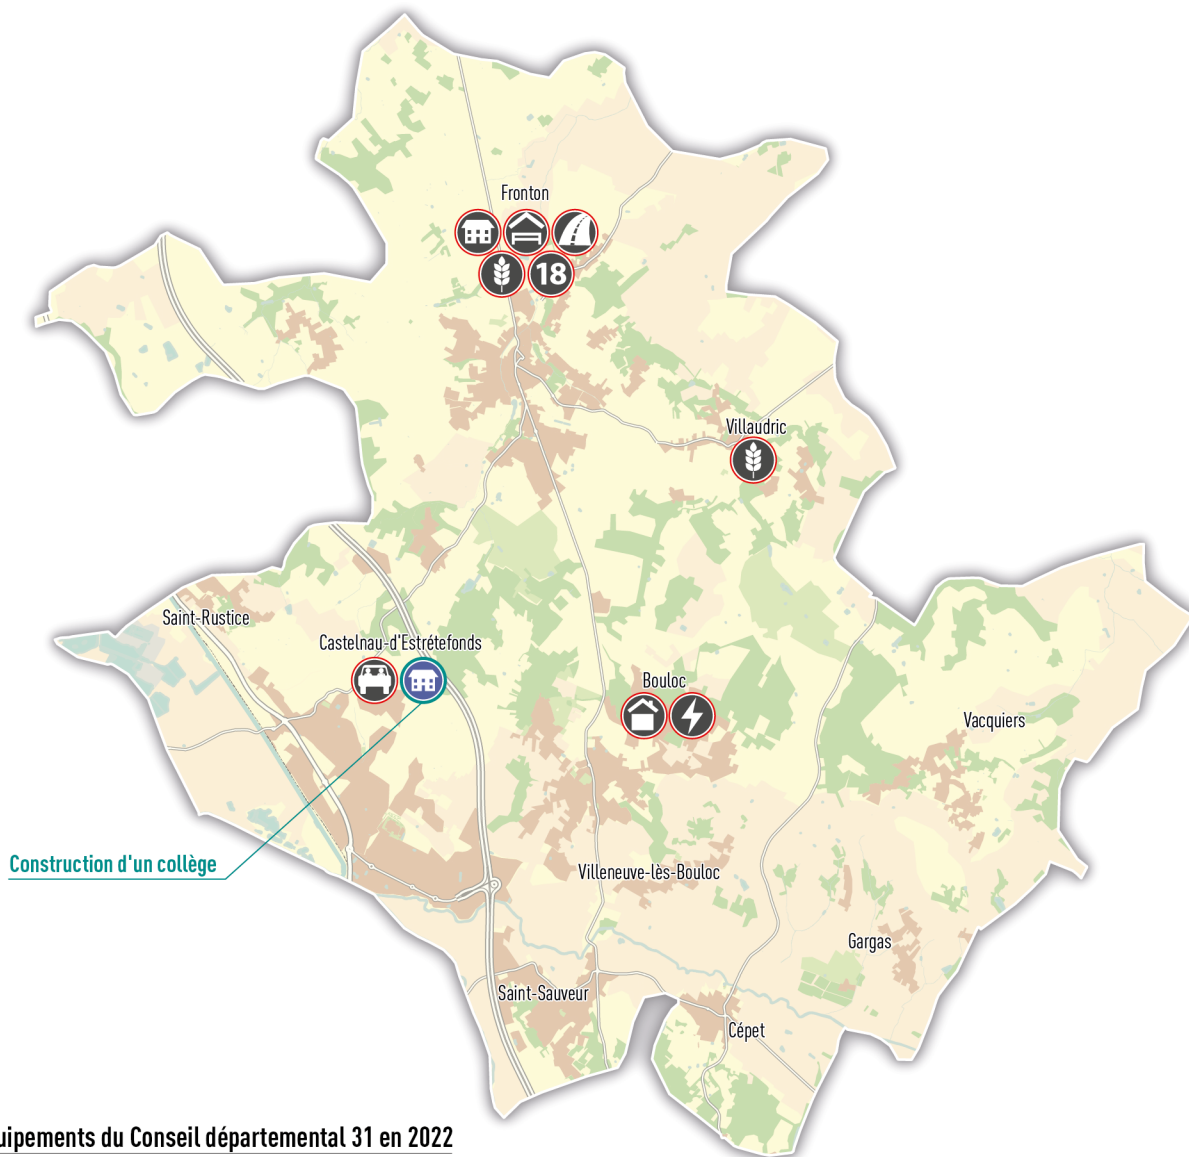 Fronton
18
Villaudric
Saint-Rustice
Castelnau-d'Estrétefonds
Bouloc
Vacquiers
Construction d'un collège
Villeneuve-lès-Bouloc
Gargas
Saint-Sauveur
Cépet
uipements du Conseil départemental 31 en 2022